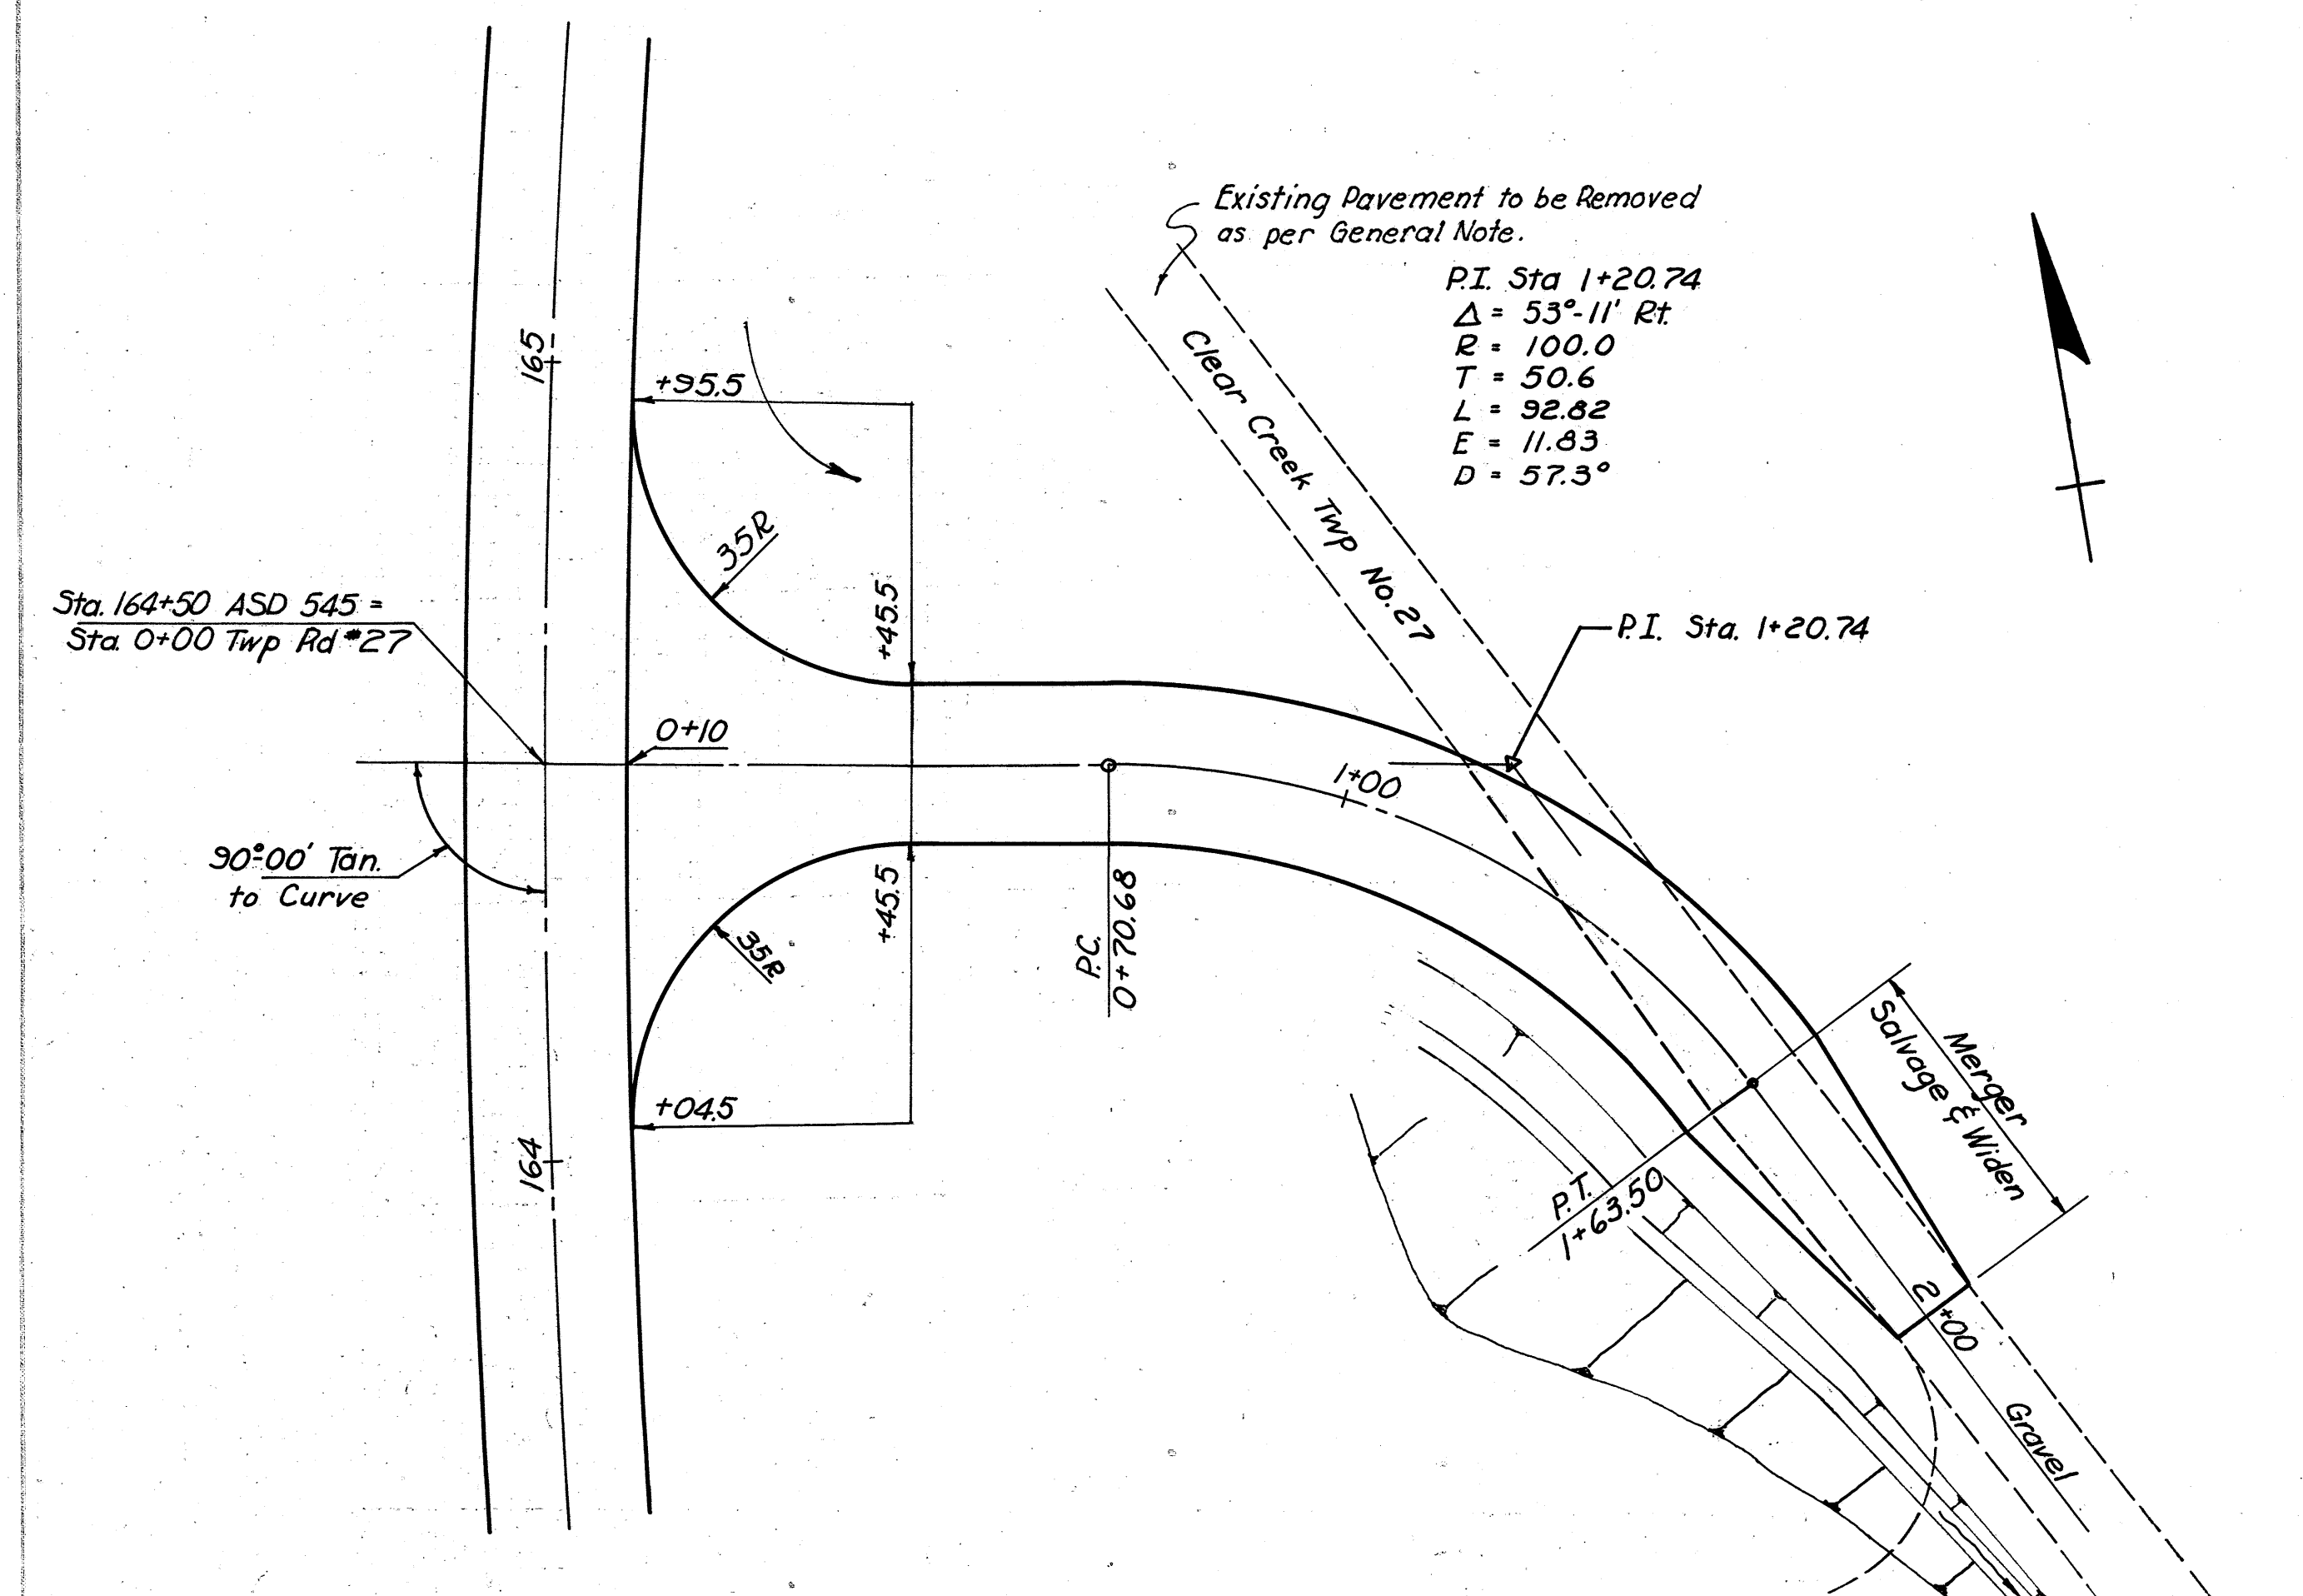 Existing Pavement to be Removed
as per General Note.
P.I. Sta 1+20.74
Δ = 53°-11' Rt.
R = 100.0
T = 50.6
L = 92.82
E = 11.83
D = 57.3°
Clear Creek Twp No.27
165
+95.5
35R
+45.5
Sta. 164+50 ASD 545 =
Sta. 0+00 Twp Rd #27
P.I. Sta. 1+20.74
0+10
1+00
90°-00' Tan.
to Curve
+45.5
35R
P.C.
0+70.68
+04.5
164
Merger
Salvage & Widen
P.T.
1+63.50
2+00
Gravel